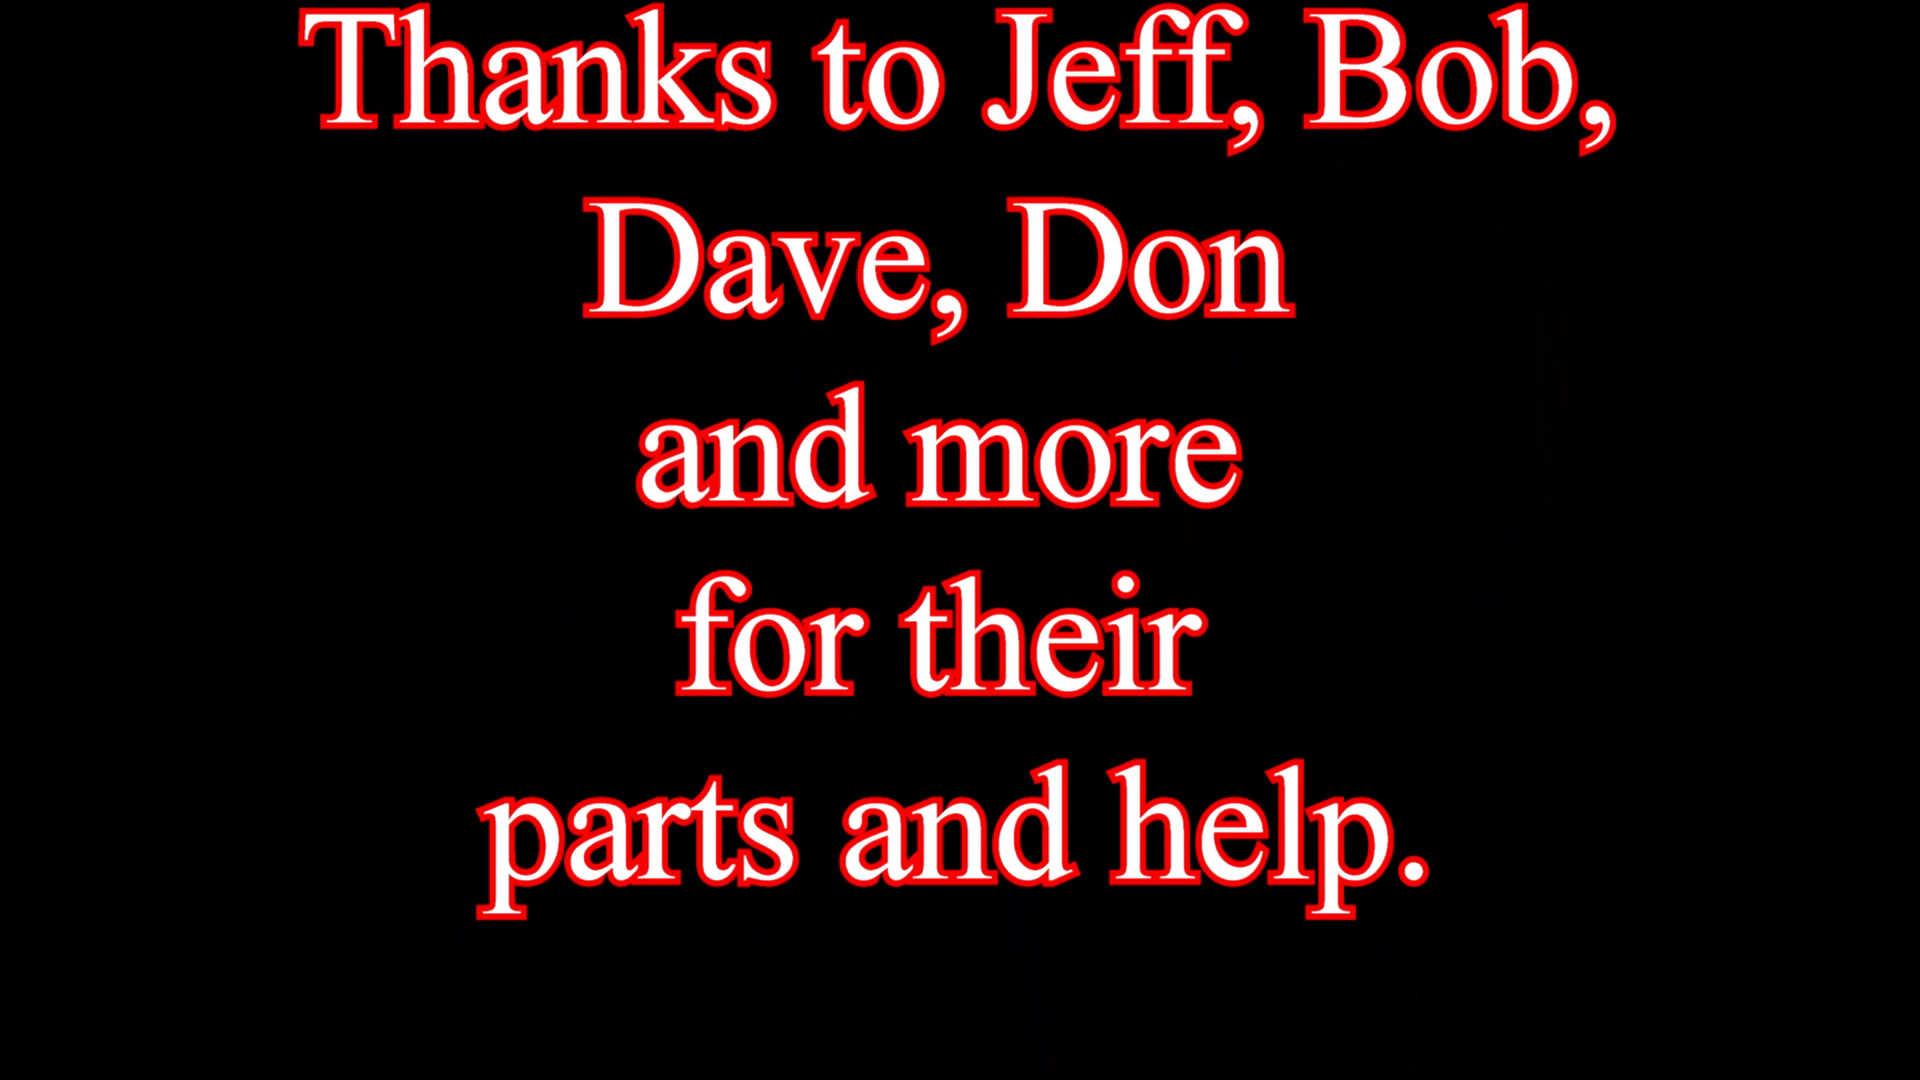 Thanks to Jeff, Bob,
Dave, Don
and more
for their
parts and help.